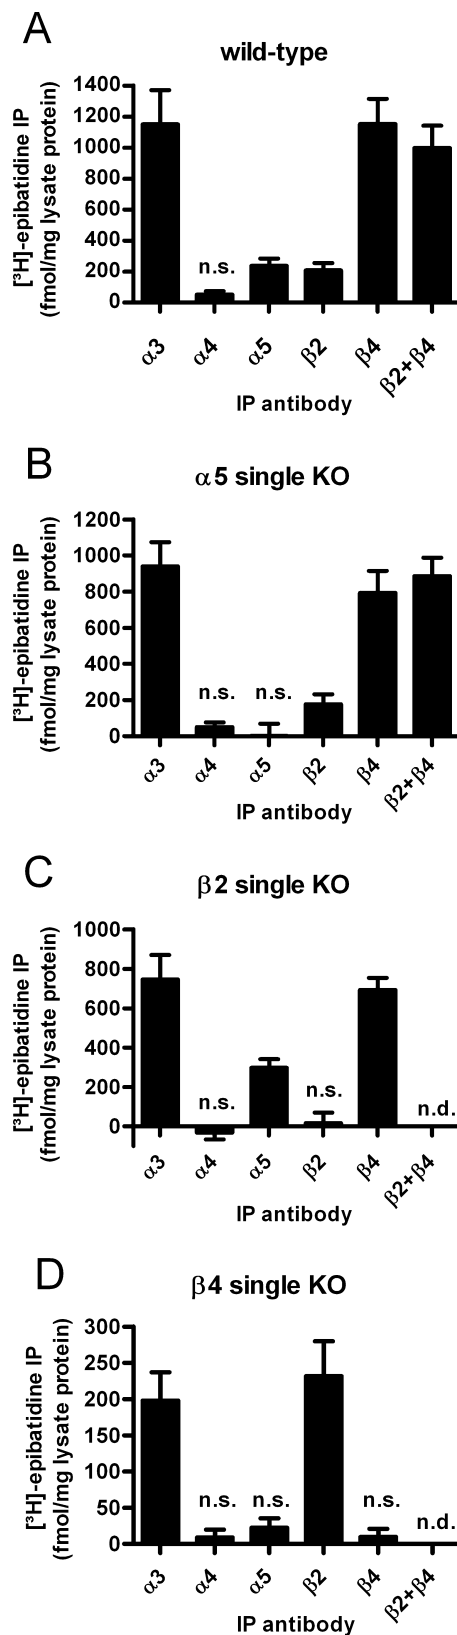 A
wild-type
[³H]-epibatidine IP
(fmol/mg lysate protein)
1400
1200
1000
800
600
400
200
0
n.s.
α3 α4 α5 β2 β4 β2+β4
IP antibody
B
α5 single KO
[³H]-epibatidine IP
(fmol/mg lysate protein)
1200
1000
800
600
400
200
0
n.s. n.s.
α3 α4 α5 β2 β4 β2+β4
IP antibody
C
β2 single KO
[³H]-epibatidine IP
(fmol/mg lysate protein)
1000
800
600
400
200
0
n.s. n.s. n.d.
α3 α4 α5 β2 β4 β2+β4
IP antibody
D
β4 single KO
[³H]-epibatidine IP
(fmol/mg lysate protein)
300
250
200
150
100
50
0
n.s. n.s. n.s. n.d.
α3 α4 α5 β2 β4 β2+β4
IP antibody